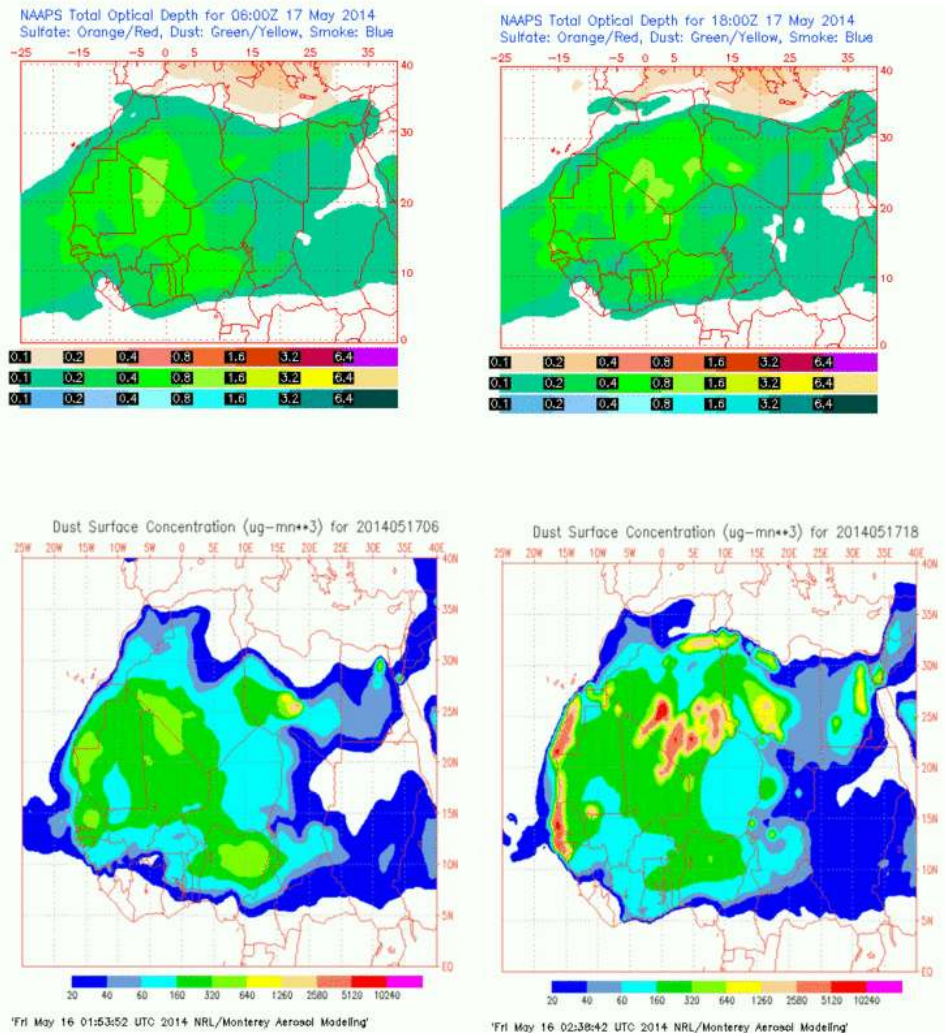 NAAPS Total Optical Depth for 06:00Z 17 May 2014
Sulfate: Orange/Red, Dust: Green/Yellow, Smoke: Blue
-25 -15 -5 0 5 15 25 35
40
30
20
10
0
0.1 0.2 0.4 0.8 1.6 3.2 6.4
0.1 0.2 0.4 0.8 1.6 3.2 6.4
0.1 0.2 0.4 0.8 1.6 3.2 6.4
NAAPS Total Optical Depth for 18:00Z 17 May 2014
Sulfate: Orange/Red, Dust: Green/Yellow, Smoke: Blue
-25 -15 -5 0 5 15 25 35
40
30
20
10
0
0.1 0.2 0.4 0.8 1.6 3.2 6.4
0.1 0.2 0.4 0.8 1.6 3.2 6.4
0.1 0.2 0.4 0.8 1.6 3.2 6.4
Dust Surface Concentration (ug-mn**3) for 2014051706
25W 20W 15W 10W 5W 0 5E 10E 15E 20E 25E 30E 35E 40E
40N
35N
30N
25N
20N
15N
10N
5N
EQ
20 40 60 160 320 640 1260 2580 5120 10240
'Fri May 16 01:53:52 UTC 2014 NRL/Monterey Aerosol Modeling'
Dust Surface Concentration (ug-mn**3) for 2014051718
25W 20W 15W 10W 5W 0 5E 10E 15E 20E 25E 30E 35E 40E
40N
35N
30N
25N
20N
15N
10N
5N
EQ
20 40 60 160 320 640 1260 2580 5120 10240
'Fri May 16 02:38:42 UTC 2014 NRL/Monterey Aerosol Modeling'